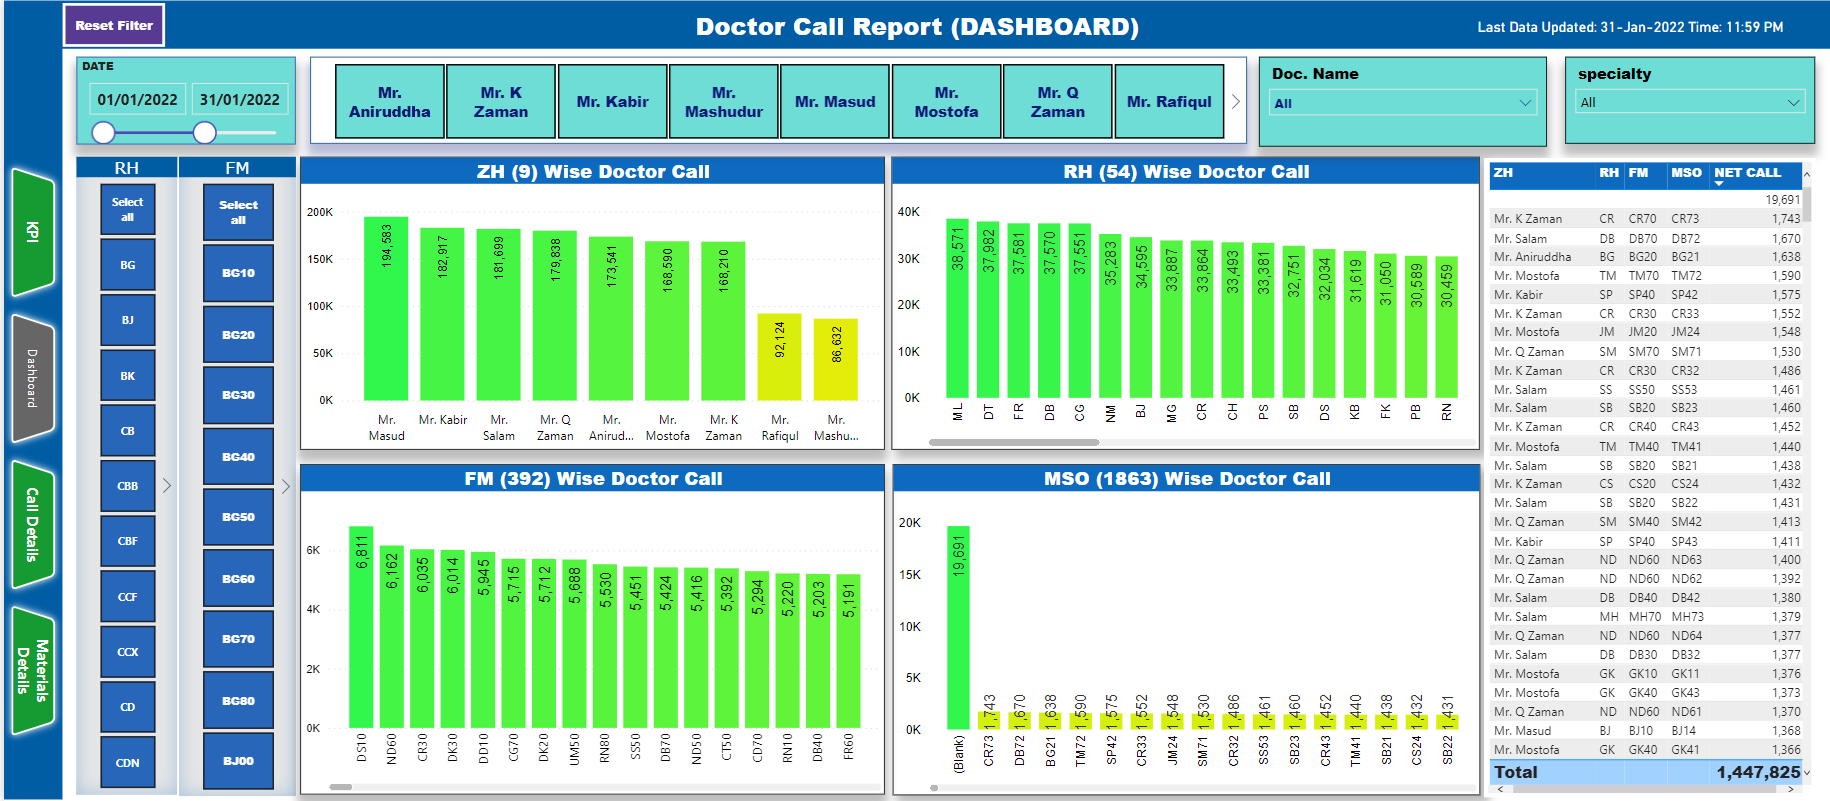 Reset Filter
Doctor Call Report (DASHBOARD)
Last Data Updated: 31-Jan-2022 Time: 11:59 PM
DATE
01/01/2022
31/01/2022
Mr. Aniruddha
Mr. K Zaman
Mr. Kabir
Mr. Mashudur
Mr. Masud
Mr. Mostofa
Mr. Q Zaman
Mr. Rafiqul
Doc. Name
All
specialty
All
KPI
Dashboard
Call Details
Materials Details
RH
Select all
BG
BJ
BK
CB
CBB
CBF
CCF
CCX
CD
CDN
FM
Select all
BG10
BG20
BG30
BG40
BG50
BG60
BG70
BG80
BJ00
ZH (9) Wise Doctor Call
200K
150K
100K
50K
0K
194,583
182,917
181,699
179,838
173,541
168,590
168,210
92,124
86,632
Mr. Masud
Mr. Kabir
Mr. Salam
Mr. Q Zaman
Mr. Anirud...
Mr. Mostofa
Mr. K Zaman
Mr. Rafiqul
Mr. Mashu...
RH (54) Wise Doctor Call
40K
30K
20K
10K
0K
38,571
37,982
37,581
37,570
37,551
35,283
34,595
33,887
33,864
33,493
33,381
32,751
32,034
31,619
31,050
30,589
30,459
ML
DT
FR
DB
CG
NM
BJ
MG
CR
CH
PS
SB
DS
KB
FK
PB
RN
FM (392) Wise Doctor Call
6K
4K
2K
0K
6,811
6,162
6,035
6,014
5,945
5,715
5,712
5,688
5,530
5,451
5,424
5,416
5,392
5,294
5,220
5,203
5,191
DS10
ND60
CR30
DK30
DJ10
CG70
DK20
UM50
RN80
SS50
DB70
ND50
CT50
CD70
RN10
DB40
FR60
MSO (1863) Wise Doctor Call
20K
15K
10K
5K
0K
19,691
1,743
1,670
1,638
1,590
1,575
1,552
1,548
1,530
1,486
1,461
1,460
1,452
1,440
1,438
1,432
1,431
(Blank)
CR73
DB72
BG21
TM72
SP42
CR33
JM24
SM71
CR32
SS53
SB23
CR43
TM41
SB21
CS24
SB22
ZH RH FM MSO NET CALL
19,691
Mr. K Zaman CR CR70 CR73 1,743
Mr. Salam DB DB70 DB72 1,670
Mr. Aniruddha BG BG20 BG21 1,638
Mr. Mostofa TM TM70 TM72 1,590
Mr. Kabir SP SP40 SP42 1,575
Mr. K Zaman CR CR30 CR33 1,552
Mr. Mostofa JM JM20 JM24 1,548
Mr. Q Zaman SM SM70 SM71 1,530
Mr. K Zaman CR CR30 CR32 1,486
Mr. Salam SS SS50 SS53 1,461
Mr. Salam SB SB20 SB23 1,460
Mr. K Zaman CR CR40 CR43 1,452
Mr. Mostofa TM TM40 TM41 1,440
Mr. Salam SB SB20 SB21 1,438
Mr. K Zaman CS CS20 CS24 1,432
Mr. Salam SB SB20 SB22 1,431
Mr. Q Zaman SM SM40 SM42 1,413
Mr. Kabir SP SP40 SP43 1,411
Mr. Q Zaman ND ND60 ND63 1,400
Mr. Q Zaman ND ND60 ND62 1,392
Mr. Salam DB DB40 DB42 1,380
Mr. Salam MH MH70 MH73 1,379
Mr. Q Zaman ND ND60 ND64 1,377
Mr. Salam DB DB30 DB32 1,377
Mr. Mostofa GK GK10 GK11 1,376
Mr. Mostofa GK GK40 GK43 1,373
Mr. Q Zaman ND ND60 ND61 1,370
Mr. Masud BJ BJ10 BJ14 1,368
Mr. Mostofa GK GK40 GK41 1,366
Total 1,447,825